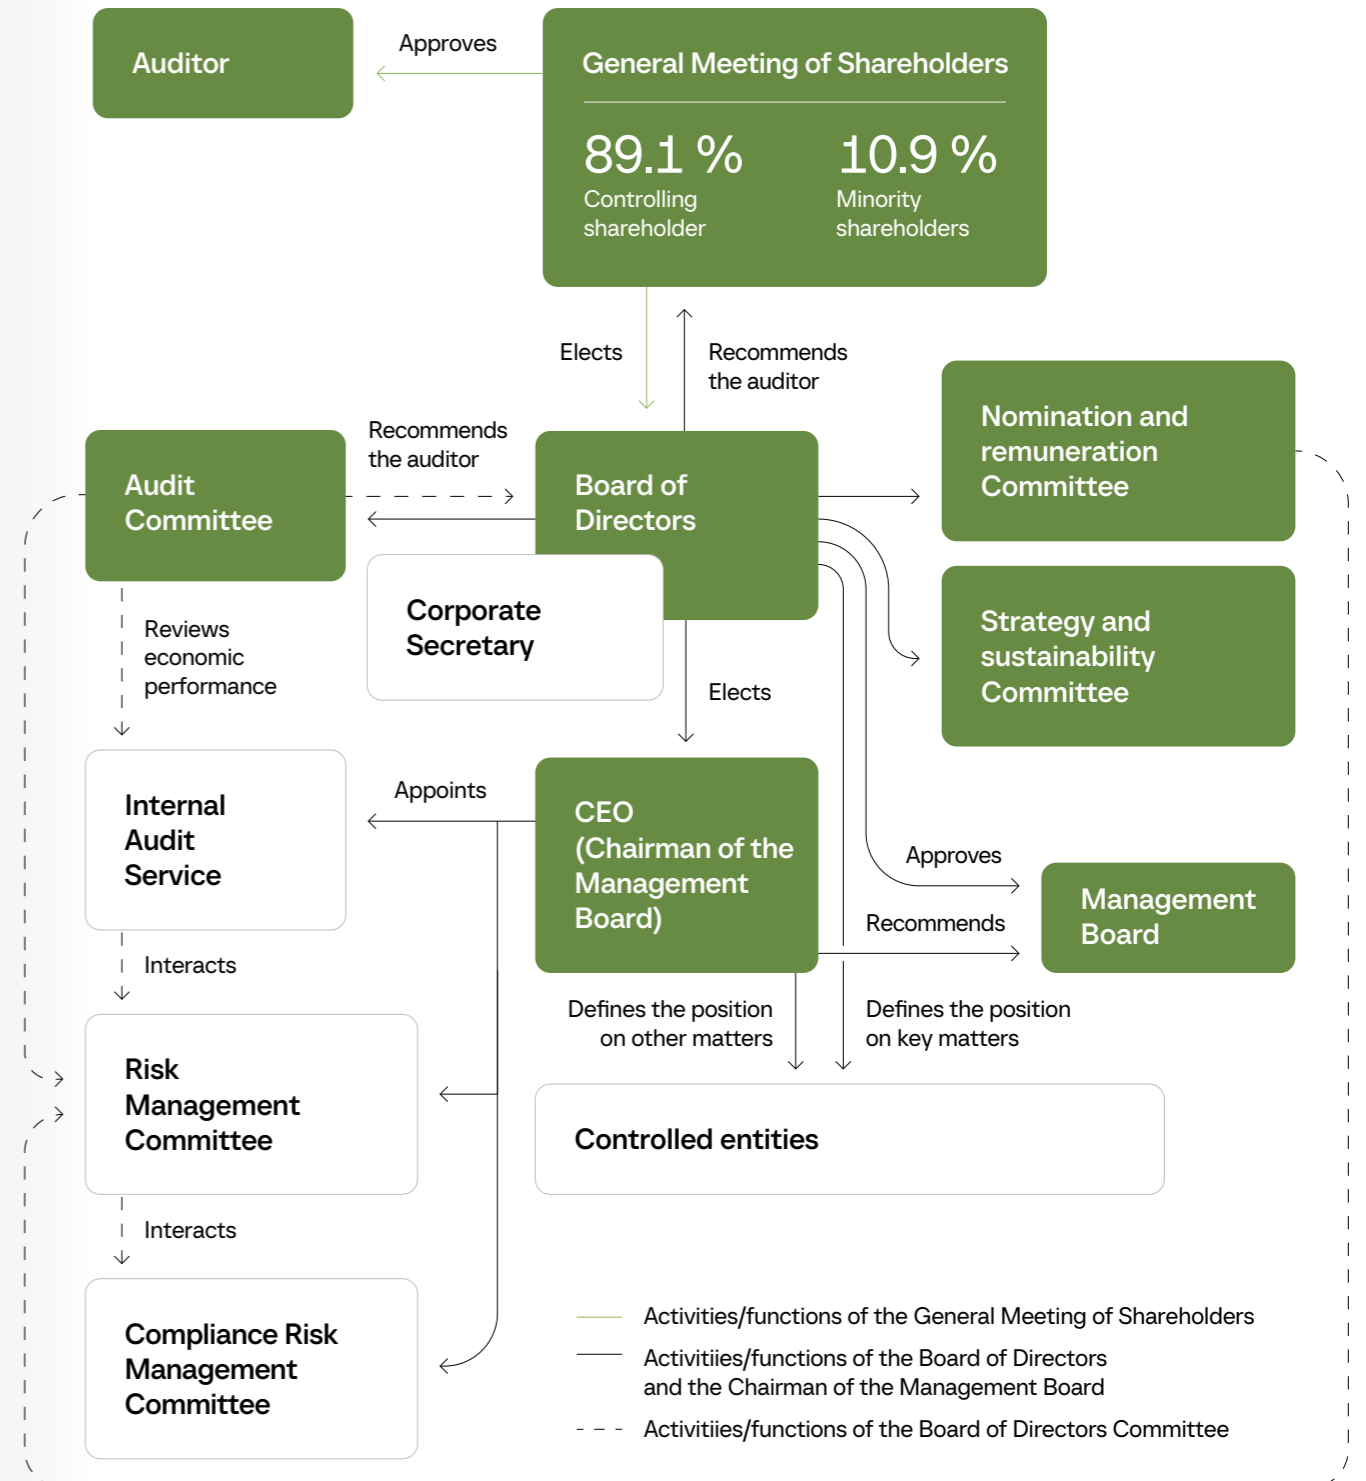 Auditor
Approves
General Meeting of Shareholders
89.1 %
Controlling
shareholder
10.9 %
Minority
shareholders
Elects
Recommends
the auditor
Nomination and
remuneration
Committee
Audit
Committee
Recommends
the auditor
Board of
Directors
Corporate
Secretary
Strategy and
sustainability
Committee
Reviews
economic
performance
Elects
Internal
Audit
Service
Appoints
CEO
(Chairman of the
Management
Board)
Approves
Recommends
Management
Board
Interacts
Defines the position
on other matters
Defines the position
on key matters
Risk
Management
Committee
Controlled entities
Interacts
Compliance Risk
Management
Committee
Activities/functions of the General Meeting of Shareholders
Activitiies/functions of the Board of Directors
and the Chairman of the Management Board
Activitiies/functions of the Board of Directors Committee